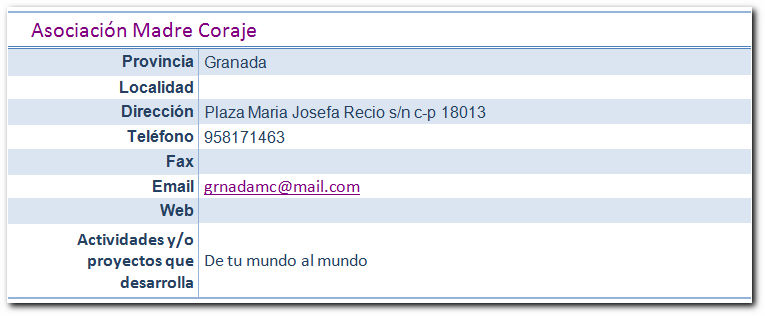 Asociación Madre Coraje
Provincia Granada
Localidad
Dirección Plaza Maria Josefa Recio s/n c-p 18013
Teléfono 958171463
Fax
Email grnadamc@mail.com
Web
Actividades y/o
proyectos que
desarrolla
De tu mundo al mundo